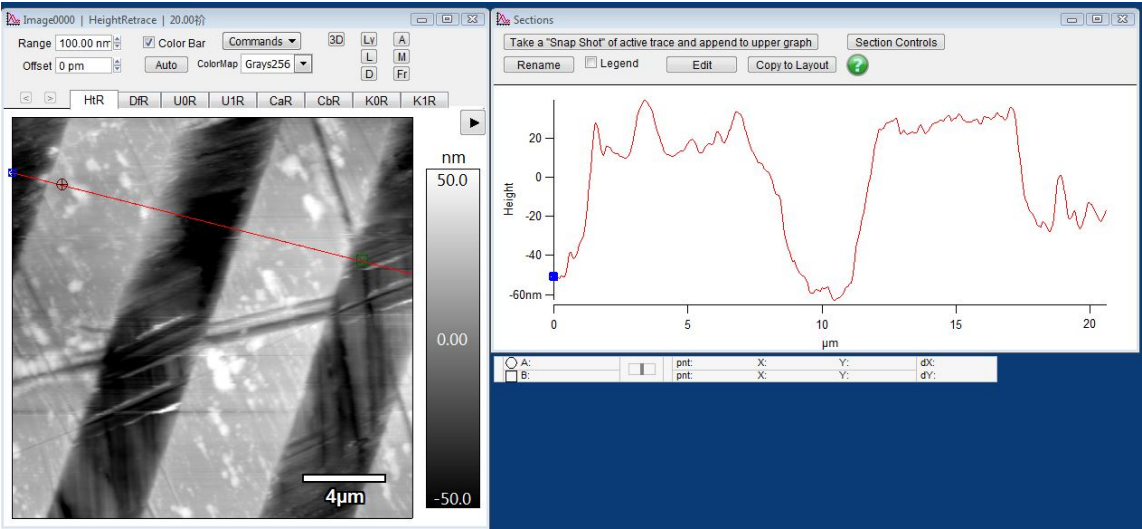 Image0000 | HeightRetrace | 20.00祄
Range 100.00 nm Color Bar Commands 3D Lv A
L M
Offset 0 pm Auto ColorMap Grays256 D Fr
< > HtR DfR U0R U1R CaR CbR K0R K1R
nm
50.0
0.00
-50.0
4µm
Sections
Take a "Snap Shot" of active trace and append to upper graph Section Controls
Rename Legend Edit Copy to Layout ?
Height
20
0
-20
-40
-60nm
0 5 10 15 20
µm
A: pnt: X: Y: dX:
B: pnt: X: Y: dY: